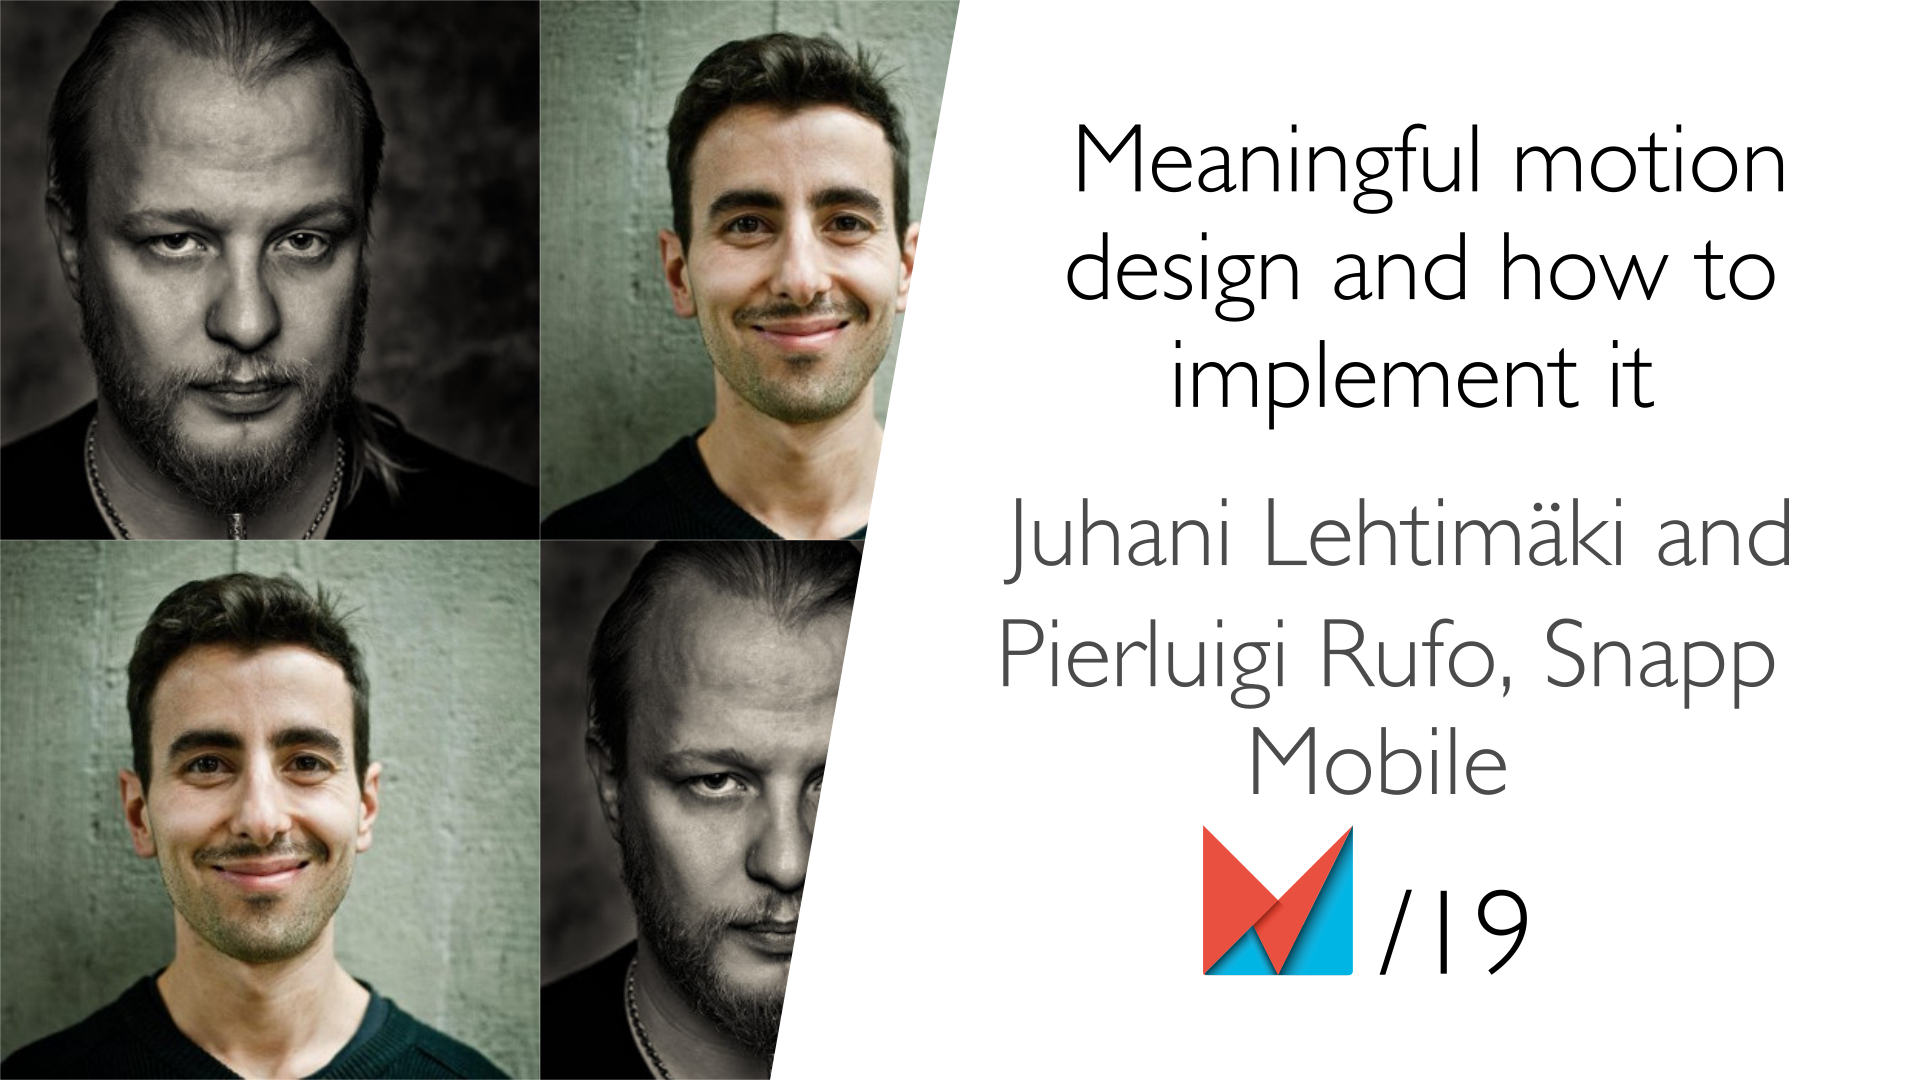 Meaningful motion
design and how to
implement it
Juhani Lehtimäki and
Pierluigi Rufo, Snapp
Mobile
/19